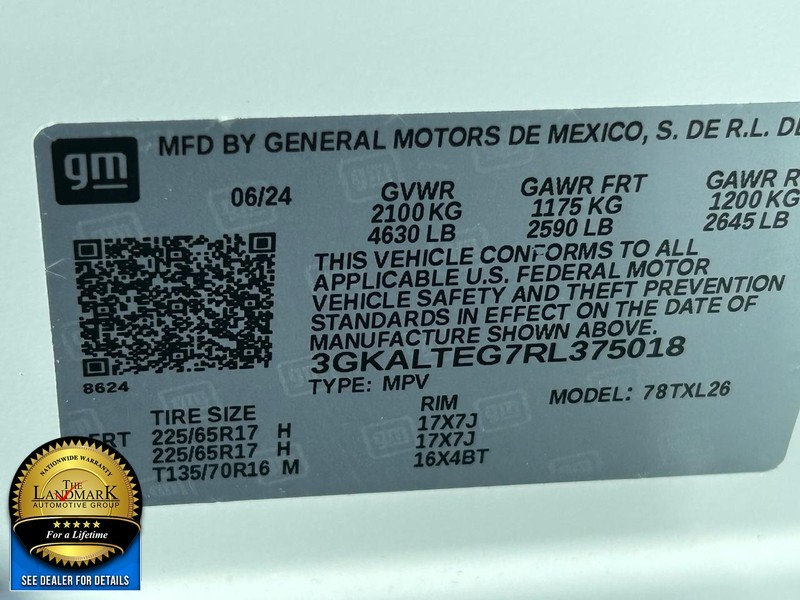 gm
MFD BY GENERAL MOTORS DE MEXICO, S. DE R.L. DE
06/24
GVWR
2100 KG
4630 LB
GAWR FRT
1175 KG
2590 LB
GAWR R
1200 KG
2645 LB
THIS VEHICLE CONFORMS TO ALL
APPLICABLE U.S. FEDERAL MOTOR
VEHICLE SAFETY AND THEFT PREVENTION
STANDARDS IN EFFECT ON THE DATE OF
MANUFACTURE SHOWN ABOVE.
3GKALTEG7RL375018
8624
TYPE: MPV
MODEL: 78TXL26
TIRE SIZE
RIM
FRT 225/65R17 H 17X7J
225/65R17 H 17X7J
T135/70R16 M 16X4BT
NATIONWIDE WARRANTY
THE
LANDMARK
AUTOMOTIVE GROUP
For a Lifetime
SEE DEALER FOR DETAILS